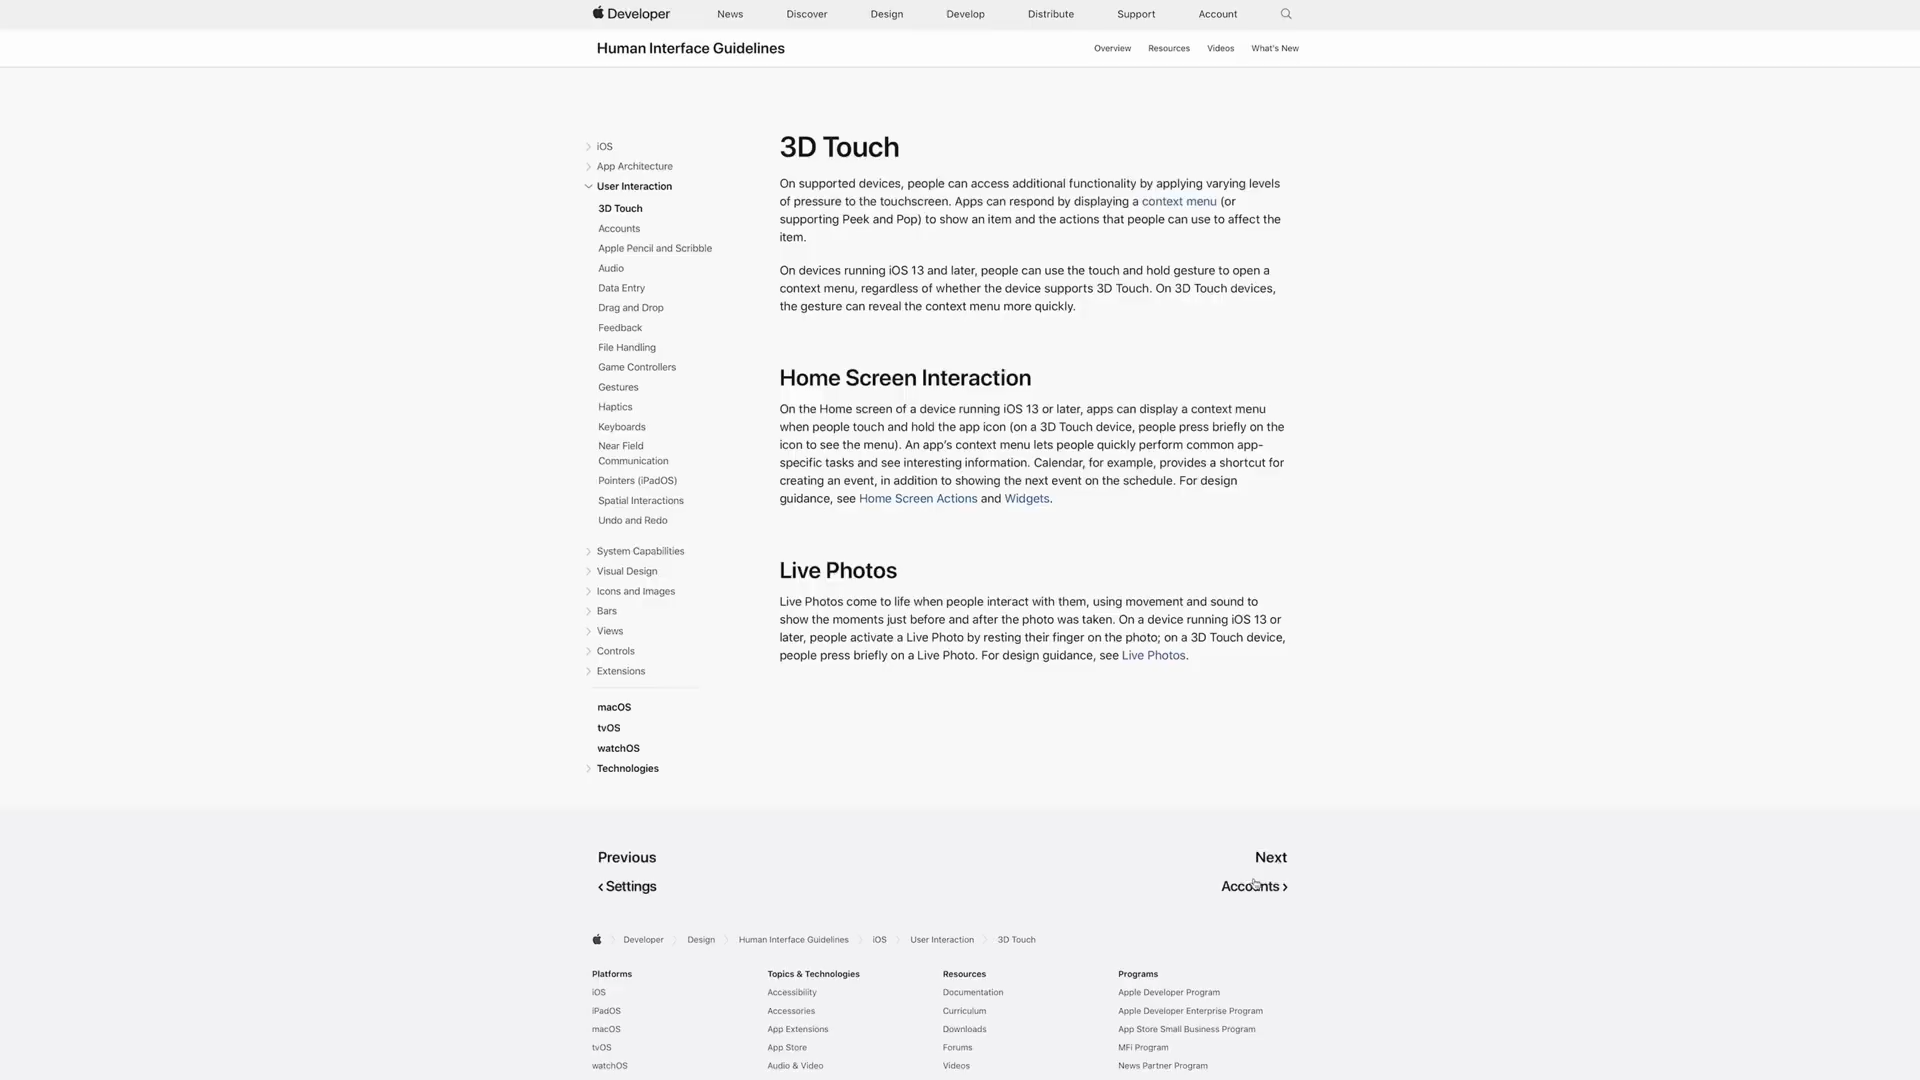 Developer
News
Discover
Design
Develop
Distribute
Support
Account
Human Interface Guidelines
Overview
Resources
Videos
What's New
iOS
App Architecture
User Interaction
3D Touch
Accounts
Apple Pencil and Scribble
Audio
Data Entry
Drag and Drop
Feedback
File Handling
Game Controllers
Gestures
Haptics
Keyboards
Near Field
Communication
Pointers (iPadOS)
Spatial Interactions
Undo and Redo
System Capabilities
Visual Design
Icons and Images
Bars
Views
Controls
Extensions
macOS
tvOS
watchOS
Technologies
3D Touch
On supported devices, people can access additional functionality by applying varying levels
of pressure to the touchscreen. Apps can respond by displaying a context menu (or
supporting Peek and Pop) to show an item and the actions that people can use to affect the
item.
On devices running iOS 13 and later, people can use the touch and hold gesture to open a
context menu, regardless of whether the device supports 3D Touch. On 3D Touch devices,
the gesture can reveal the context menu more quickly.
Home Screen Interaction
On the Home screen of a device running iOS 13 or later, apps can display a context menu
when people touch and hold the app icon (on a 3D Touch device, people press briefly on the
icon to see the menu). An app's context menu lets people quickly perform common app-
specific tasks and see interesting information. Calendar, for example, provides a shortcut for
creating an event, in addition to showing the next event on the schedule. For design
guidance, see Home Screen Actions and Widgets.
Live Photos
Live Photos come to life when people interact with them, using movement and sound to
show the moments just before and after the photo was taken. On a device running iOS 13 or
later, people activate a Live Photo by resting their finger on the photo; on a 3D Touch device,
people press briefly on a Live Photo. For design guidance, see Live Photos.
Previous
‹ Settings
Next
Accounts ›
Developer
Design
Human Interface Guidelines
iOS
User Interaction
3D Touch
Platforms
iOS
iPadOS
macOS
tvOS
watchOS
Topics & Technologies
Accessibility
Accessories
App Extensions
App Store
Audio & Video
Resources
Documentation
Curriculum
Downloads
Forums
Videos
Programs
Apple Developer Program
Apple Developer Enterprise Program
App Store Small Business Program
MFi Program
News Partner Program